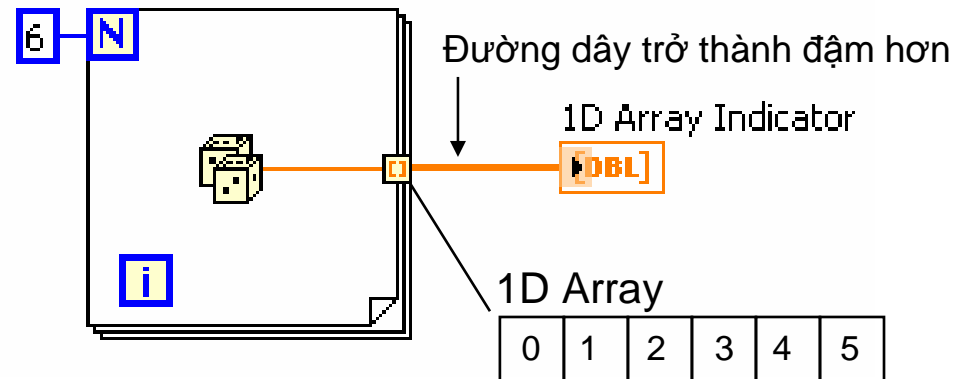 6 N
Đường dây trở thành đậm hơn
1D Array Indicator
[]
[DBL]
i
1D Array
0 1 2 3 4 5